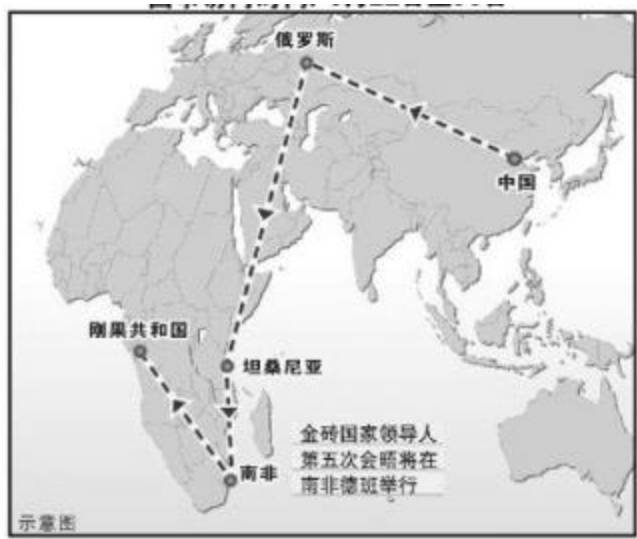 俄罗斯
中国
刚果共和国
坦桑尼亚
金砖国家领导人
第五次会晤将在
南非德班举行
南非
示意图